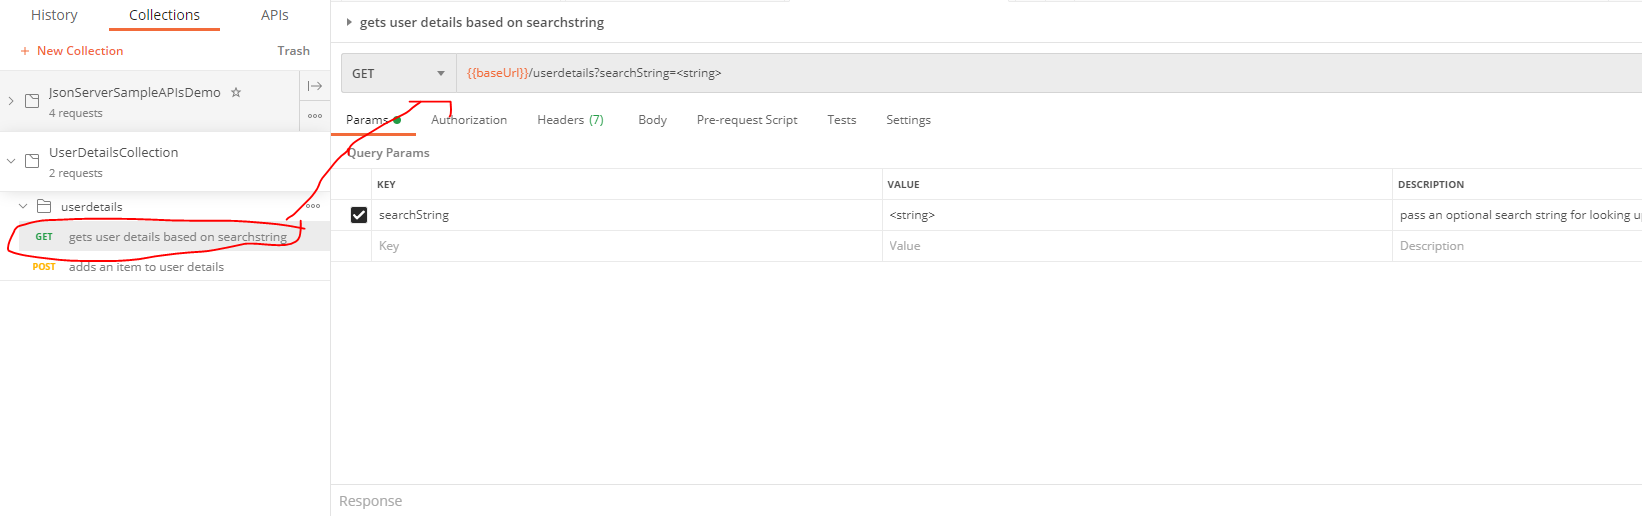 History Collections APIs
+ New Collection Trash
JsonServerSampleAPIsDemo
4 requests
UserDetailsCollection
2 requests
userdetails
GET gets user details based on searchstring
POST adds an item to user details
gets user details based on searchstring
GET {{baseUrl}}/userdetails?searchString=<string>
Params Authorization Headers (7) Body Pre-request Script Tests Settings
Query Params
KEY VALUE DESCRIPTION
searchString <string> pass an optional search string for looking
Key Value Description
Response